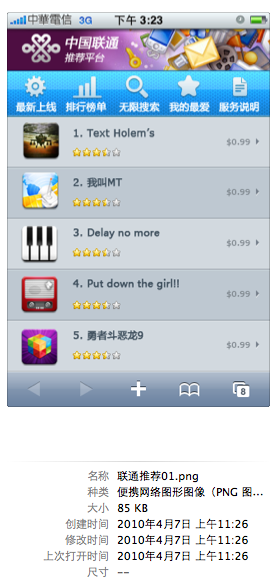 中華電信 3G 下午 3:23
中国联通
推荐平台
最新上线 排行榜单 无限搜索 我的最爱 服务说明
1. Text Holem's
$0.99
2. 我叫MT
$0.99
3. Delay no more
$0.99
4. Put down the girl!!
$0.99
5. 勇者斗恶龙9
$0.99
8
名称 联通推荐01.png
种类 便携网络图形图像（PNG 图...
大小 85 KB
创建时间 2010年4月7日 上午11:26
修改时间 2010年4月7日 上午11:26
上次打开时间 2010年4月7日 上午11:26
尺寸 --